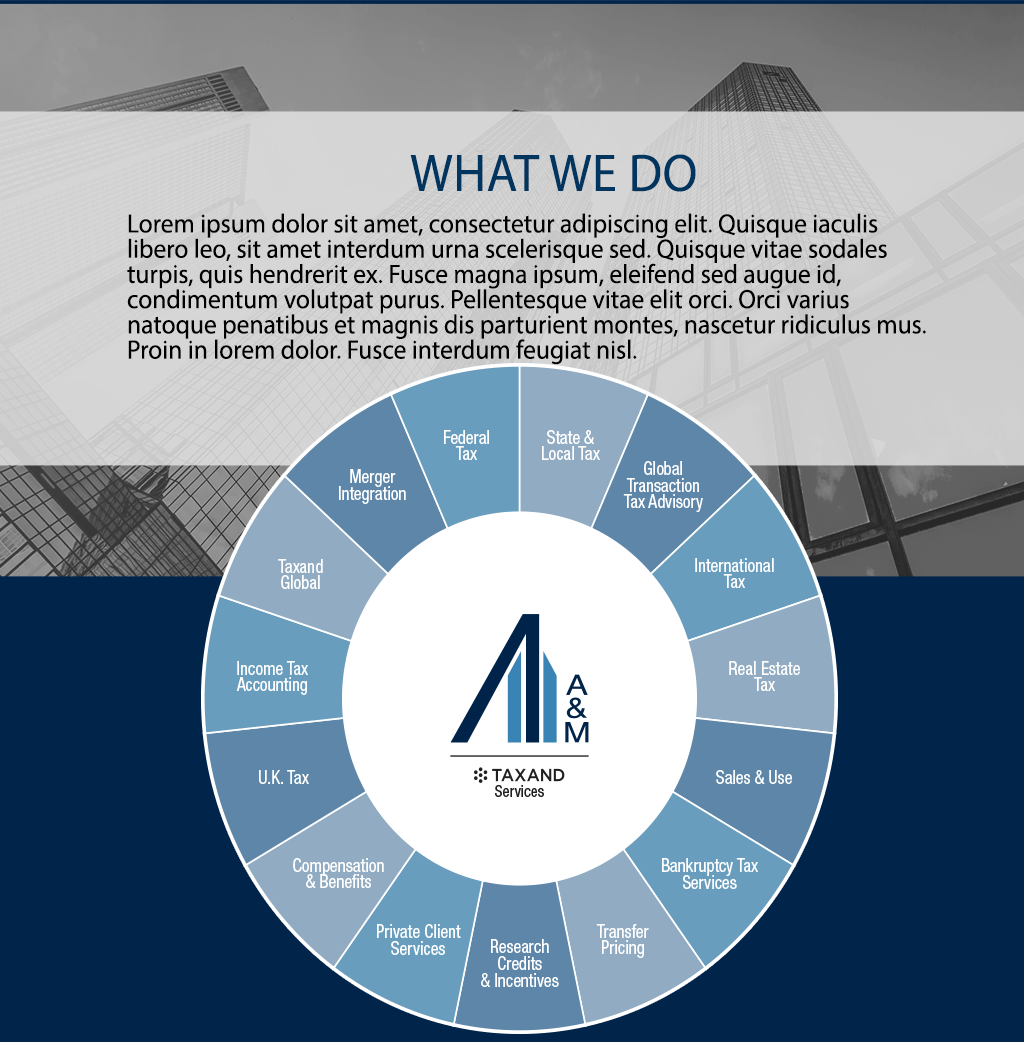 WHAT WE DO
Lorem ipsum dolor sit amet, consectetur adipiscing elit. Quisque iaculis
libero leo, sit amet interdum urna scelerisque sed. Quisque vitae sodales
turpis, quis hendrerit ex. Fusce magna ipsum, eleifend sed augue id,
condimentum volutpat purus. Pellentesque vitae elit orci. Orci varius
natoque penatibus et magnis dis parturient montes, nascetur ridiculus mus.
Proin in lorem dolor. Fusce interdum feugiat nisl.
Federal
Tax
State &
Local Tax
Global
Transaction
Tax Advisory
International
Tax
Real Estate
Tax
Sales & Use
Bankruptcy Tax
Services
Transfer
Pricing
Research
Credits
& Incentives
Private Client
Services
Compensation
& Benefits
U.K. Tax
Income Tax
Accounting
Taxand
Global
Merger
Integration
A
&
M
TAXAND
Services